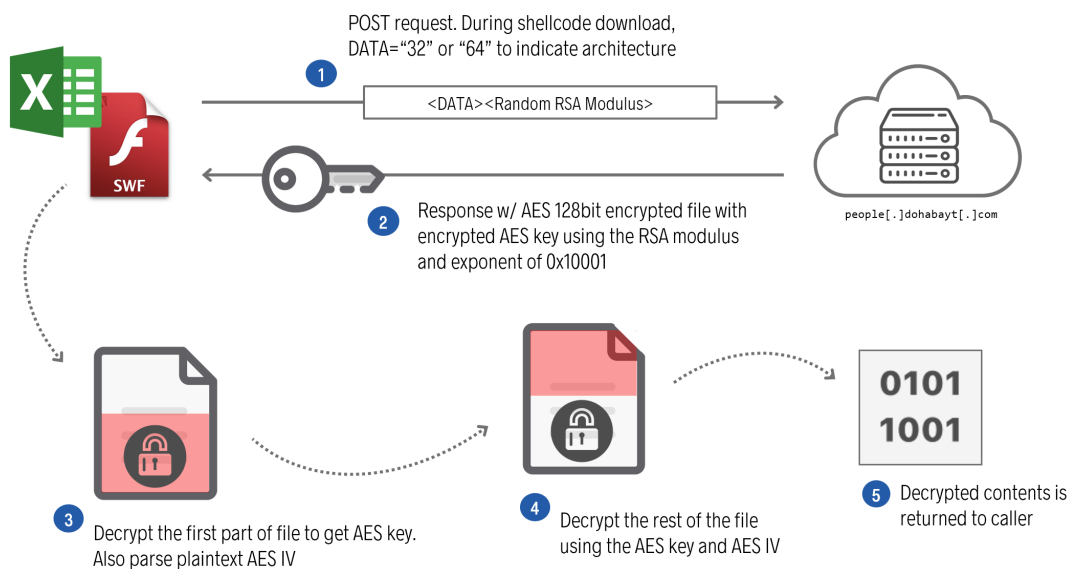 POST request. During shellcode download,
DATA=“32” or “64” to indicate architecture
1
<DATA><Random RSA Modulus>
X
SWF
2
Response w/ AES 128bit encrypted file with
encrypted AES key using the RSA modulus
and exponent of 0x10001
people[.]dohabayt[.]com
3
Decrypt the first part of file to get AES key.
Also parse plaintext AES IV
4
Decrypt the rest of the file
using the AES key and AES IV
0101
1001
5
Decrypted contents is
returned to caller